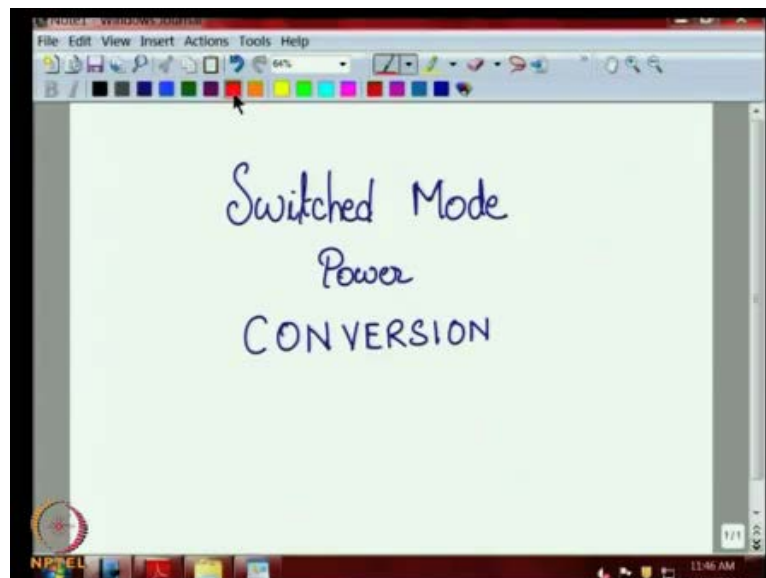 Note1 - Windows Journal
File Edit View Insert Actions Tools Help
64%
B I
Switched Mode
Power
CONVERSION
1/1
NPTEL
11:46 AM